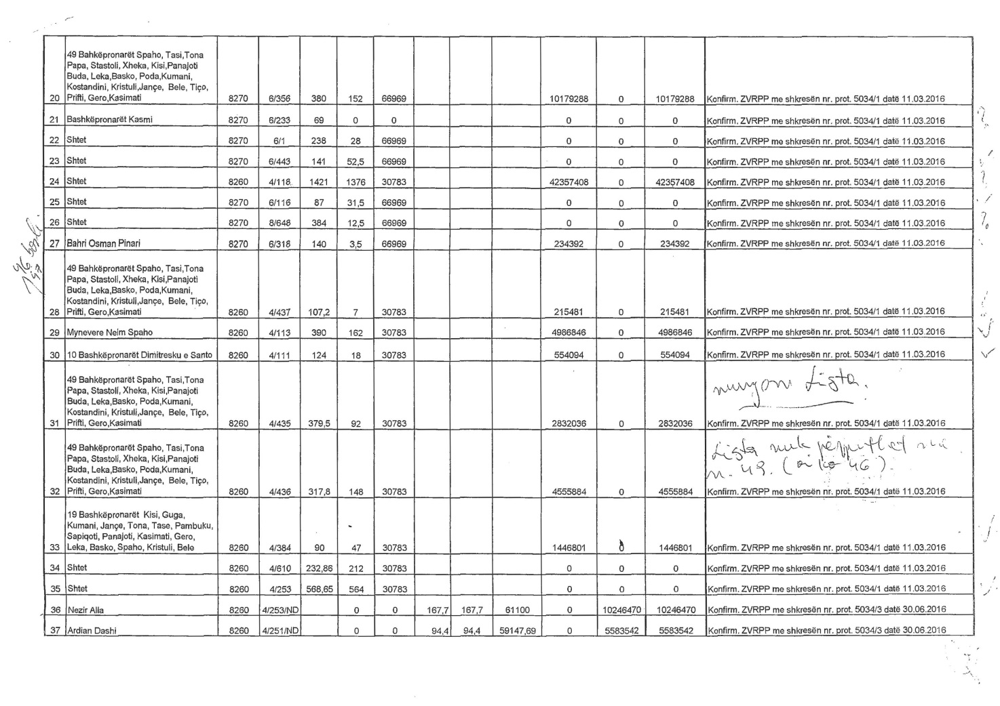 49 Bahkëpronarët Spaho, Tasi,Tona
Papa, Stastoli, Xheka, Kisi,Panajoti
Buda, Leka,Basko, Poda,Kumani,
Kostandini, Kristuli,Jançe, Bele, Tiço,
20 Prifti, Gero,Kasimati 8270 6/356 380 152 66969 10179288 0 10179288 Konfirm. ZVRPP me shkresën nr. prot. 5034/1 datë 11.03.2016
21 Bashkëpronarët Kasmi 8270 6/233 69 0 0 0 0 0 Konfirm. ZVRPP me shkresën nr. prot. 5034/1 datë 11.03.2016 ?
22 Shtet 8270 6/1 238 28 66969 0 0 0 Konfirm. ZVRPP me shkresën nr. prot. 5034/1 datë 11.03.2016
23 Shtet 8270 6/443 141 52,5 66969 0 0 0 Konfirm. ZVRPP me shkresën nr. prot. 5034/1 datë 11.03.2016
24 Shtet 8260 4/118 1421 1376 30783 42357408 0 42357408 Konfirm. ZVRPP me shkresën nr. prot. 5034/1 datë 11.03.2016 ?
25 Shtet 8270 6/116 87 31,5 66969 0 0 0 Konfirm. ZVRPP me shkresën nr. prot. 5034/1 datë 11.03.2016
26 Shtet 8270 8/648 384 12,5 66969 0 0 0 Konfirm. ZVRPP me shkresën nr. prot. 5034/1 datë 11.03.2016 ?
27 Bahri Osman Pinari 8270 6/318 140 3,5 66969 234392 0 234392 Konfirm. ZVRPP me shkresën nr. prot. 5034/1 datë 11.03.2016
49 Bahkëpronarët Spaho, Tasi,Tona
Papa, Stastoli, Xheka, Kisi,Panajoti
Buda, Leka,Basko, Poda,Kumani,
Kostandini, Kristuli,Jançe, Bele, Tiço,
28 Prifti, Gero,Kasimati 8260 4/437 107,2 7 30783 215481 0 215481 Konfirm. ZVRPP me shkresën nr. prot. 5034/1 datë 11.03.2016
29 Mynevere Neim Spaho 8260 4/113 390 162 30783 4986846 0 4986846 Konfirm. ZVRPP me shkresën nr. prot. 5034/1 datë 11.03.2016
30 10 Bashkëpronarët Dimitresku e Santo 8260 4/111 124 18 30783 554094 0 554094 Konfirm. ZVRPP me shkresën nr. prot. 5034/1 datë 11.03.2016
49 Bahkëpronarët Spaho, Tasi,Tona
Papa, Stastoli, Xheka, Kisi,Panajoti
Buda, Leka,Basko, Poda,Kumani,
Kostandini, Kristuli,Jançe, Bele, Tiço,
mungon Lista.
31 Prifti, Gero,Kasimati 8260 4/435 379,5 92 30783 2832036 0 2832036 Konfirm. ZVRPP me shkresën nr. prot. 5034/1 datë 11.03.2016
49 Bahkëpronarët Spaho, Tasi,Tona
Papa, Stastoli, Xheka, Kisi,Panajoti
Buda, Leka,Basko, Poda,Kumani,
Kostandini, Kristuli,Jançe, Bele, Tiço,
Lista nuk përputhet me
n. 49. ( 46).
32 Prifti, Gero,Kasimati 8260 4/436 317,8 148 30783 4555884 0 4555884 Konfirm. ZVRPP me shkresën nr. prot. 5034/1 datë 11.03.2016
19 Bashkëpronarët Kisi, Guga,
Kumani, Jançe, Tona, Tase, Pambuku,
Sapiqoti, Panajoti, Kasimati, Gero,
33 Leka, Basko, Spaho, Kristuli, Bele 8260 4/384 90 47 30783 1446801 0 1446801 Konfirm. ZVRPP me shkresën nr. prot. 5034/1 datë 11.03.2016
34 Shtet 8260 4/610 232,86 212 30783 0 0 0 Konfirm. ZVRPP me shkresën nr. prot. 5034/1 datë 11.03.2016
35 Shtet 8260 4/253 568,65 564 30783 0 0 0 Konfirm. ZVRPP me shkresën nr. prot. 5034/1 datë 11.03.2016
36 Nezir Alla 8260 4/253/ND 0 0 167,7 167,7 61100 0 10246470 10246470 Konfirm. ZVRPP me shkresën nr. prot. 5034/3 datë 30.06.2016
37 Ardian Dashi 8260 4/251/ND 0 0 94,4 94,4 59147,69 0 5583542 5583542 Konfirm. ZVRPP me shkresën nr. prot. 5034/3 datë 30.06.2016